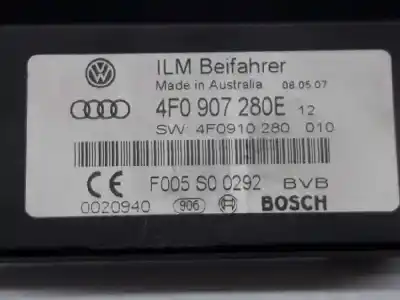 ILM Beifahrer
Made in Australia 08.05.07
4F0 907 280E 12
SW: 4F0910 280 010
F005 S0 0292 BVB
0020940 906 BOSCH